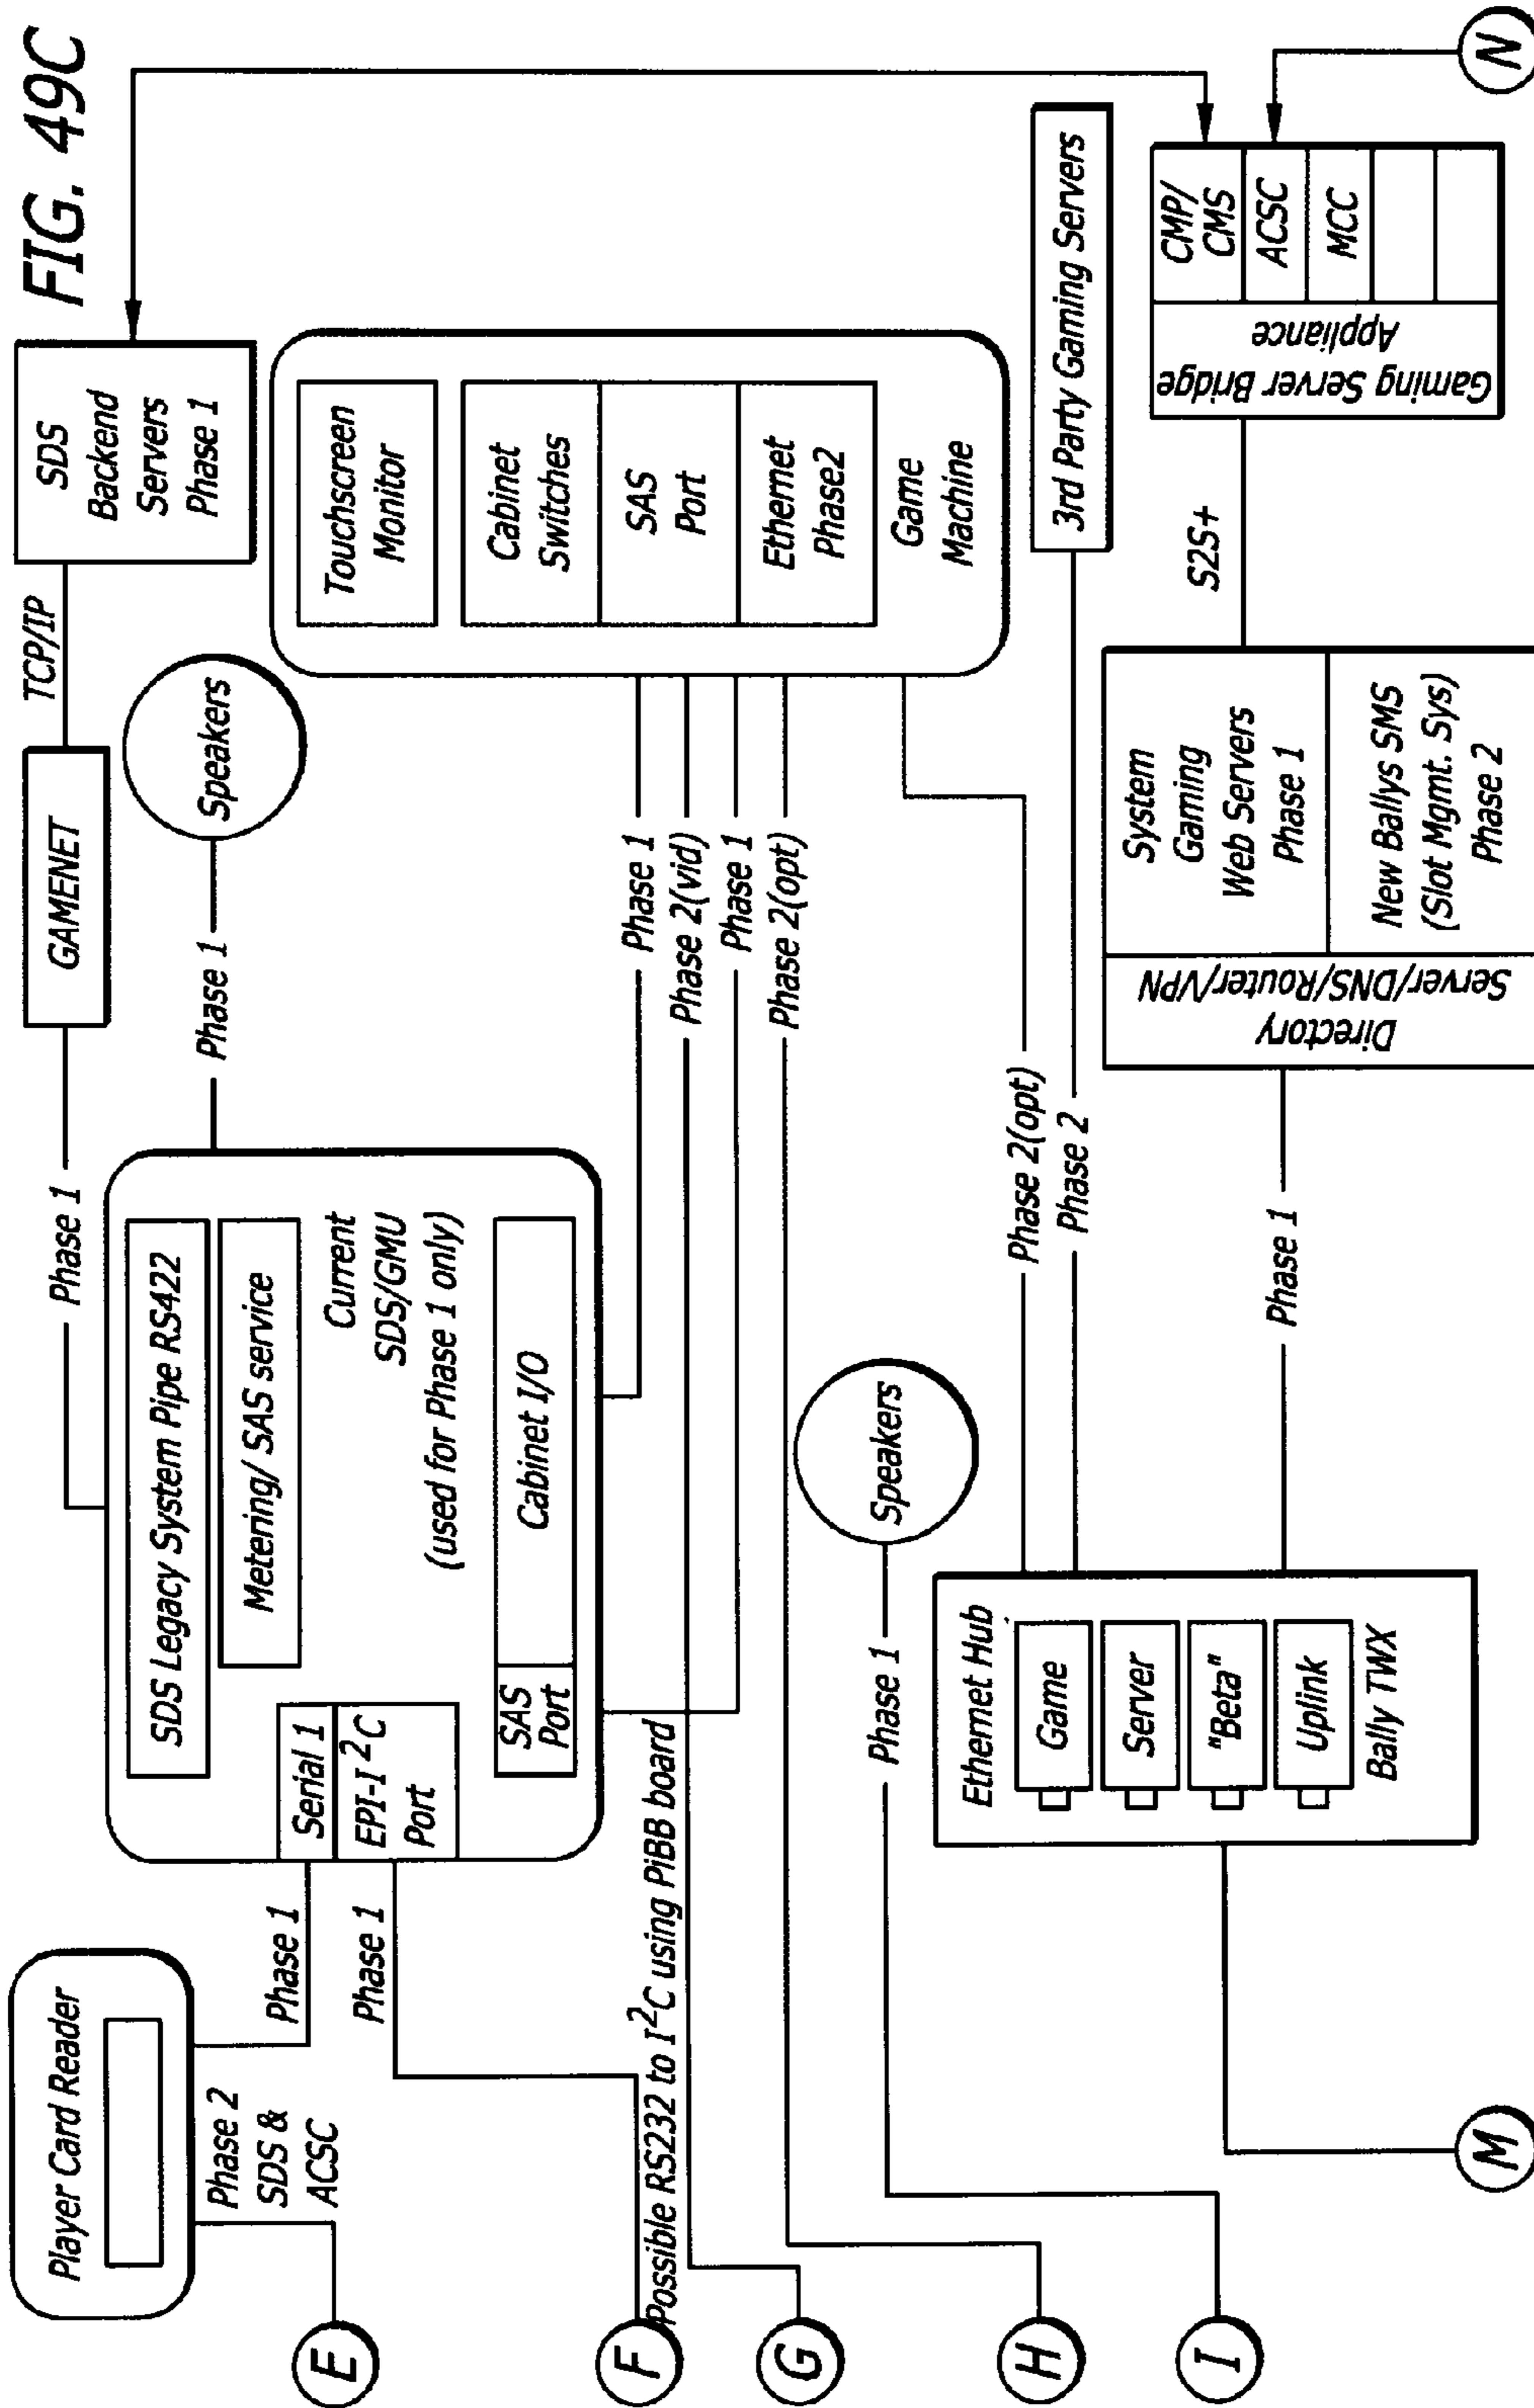 FIG. 49C
Player Card Reader
Phase 2
SDS &
ACSC
E
Phase 1
Phase 1
F
SDS Legacy System Pipe RS422
Metening/ SAS service
Serial 1
EPI-I2C
Port
Current
SDS/GMU
(used for Phase 1 only)
SAS
Port
Cabinet I/O
Phase 1
GAMENET
TCP/IP
SDS
Backend
Servers
Phase 1
Phase 1
Speakers
Touchscreen
Monitor
Cabinet
Switches
SAS
Port
Ethernet
Phase2
Game
Machine
Phase 1
Phase 2(vid)
Phase 1
Phase 2(opt)
Possible RS232 to I2C using PiBB board
G
H
I
Phase 1
Speakers
Phase 2(opt)
Phase 2
3rd Party Gaming Servers
Ethernet Hub
Game
Server
"Beta"
Uplink
Bally TWX
M
Phase 1
Directory
Server/DNS/Router/VPN
System
Gaming
Web Servers
Phase 1
New Ballys SMS
(Slot Mgmt. Sys)
Phase 2
S2S+
Gaming Server Bridge
Appliance
CMP/
CMS
ACSC
MCC
N